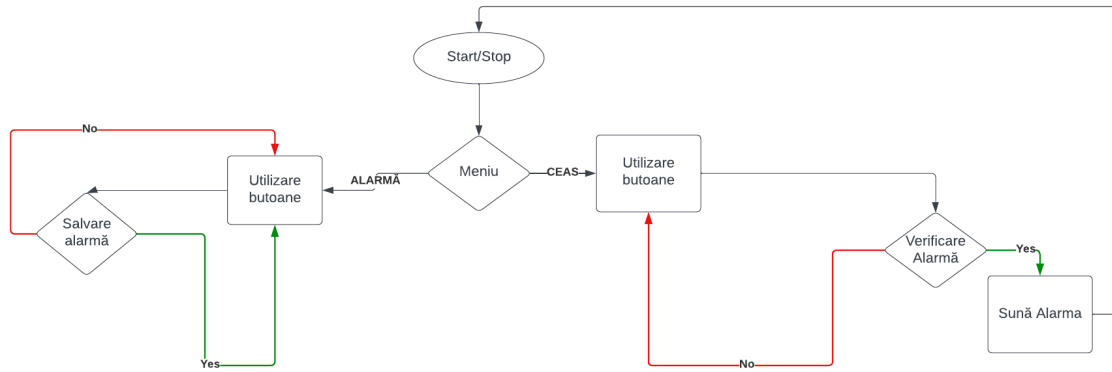 Start/Stop
No
Utilizare
butoane
ALARMĂ
Meniu
CEAS
Utilizare
butoane
Salvare
alarmă
Verificare
Alarmă
Yes
Sună Alarma
Yes
No